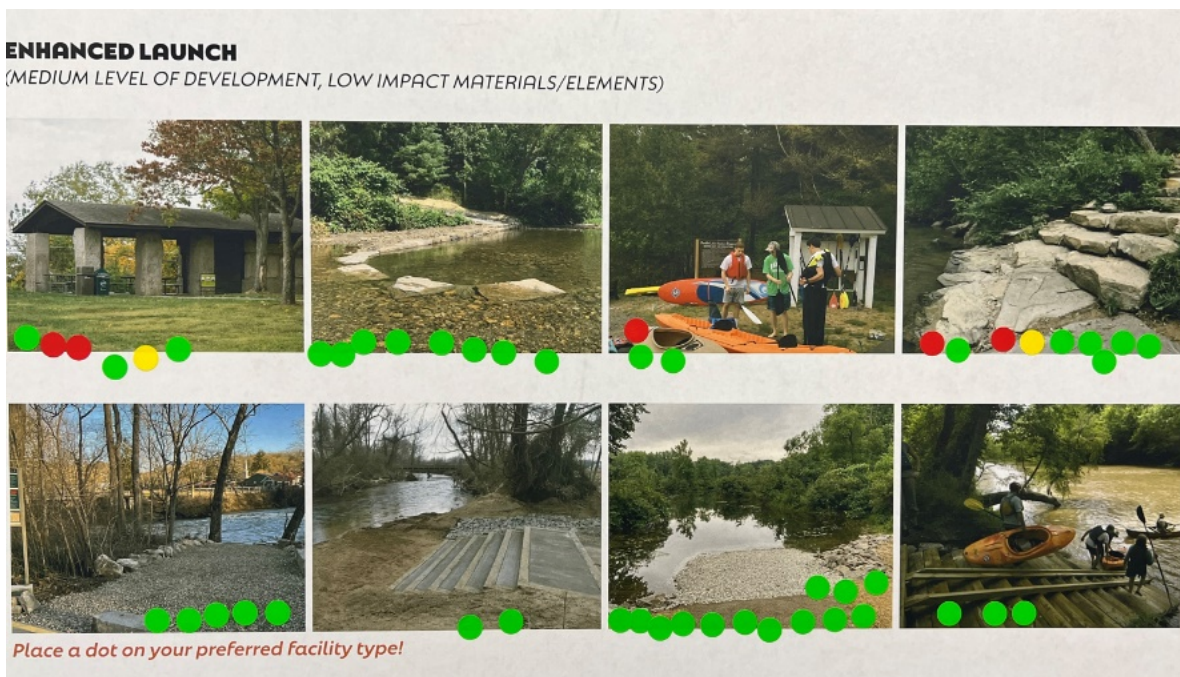 ENHANCED LAUNCH
(MEDIUM LEVEL OF DEVELOPMENT, LOW IMPACT MATERIALS/ELEMENTS)
Place a dot on your preferred facility type!